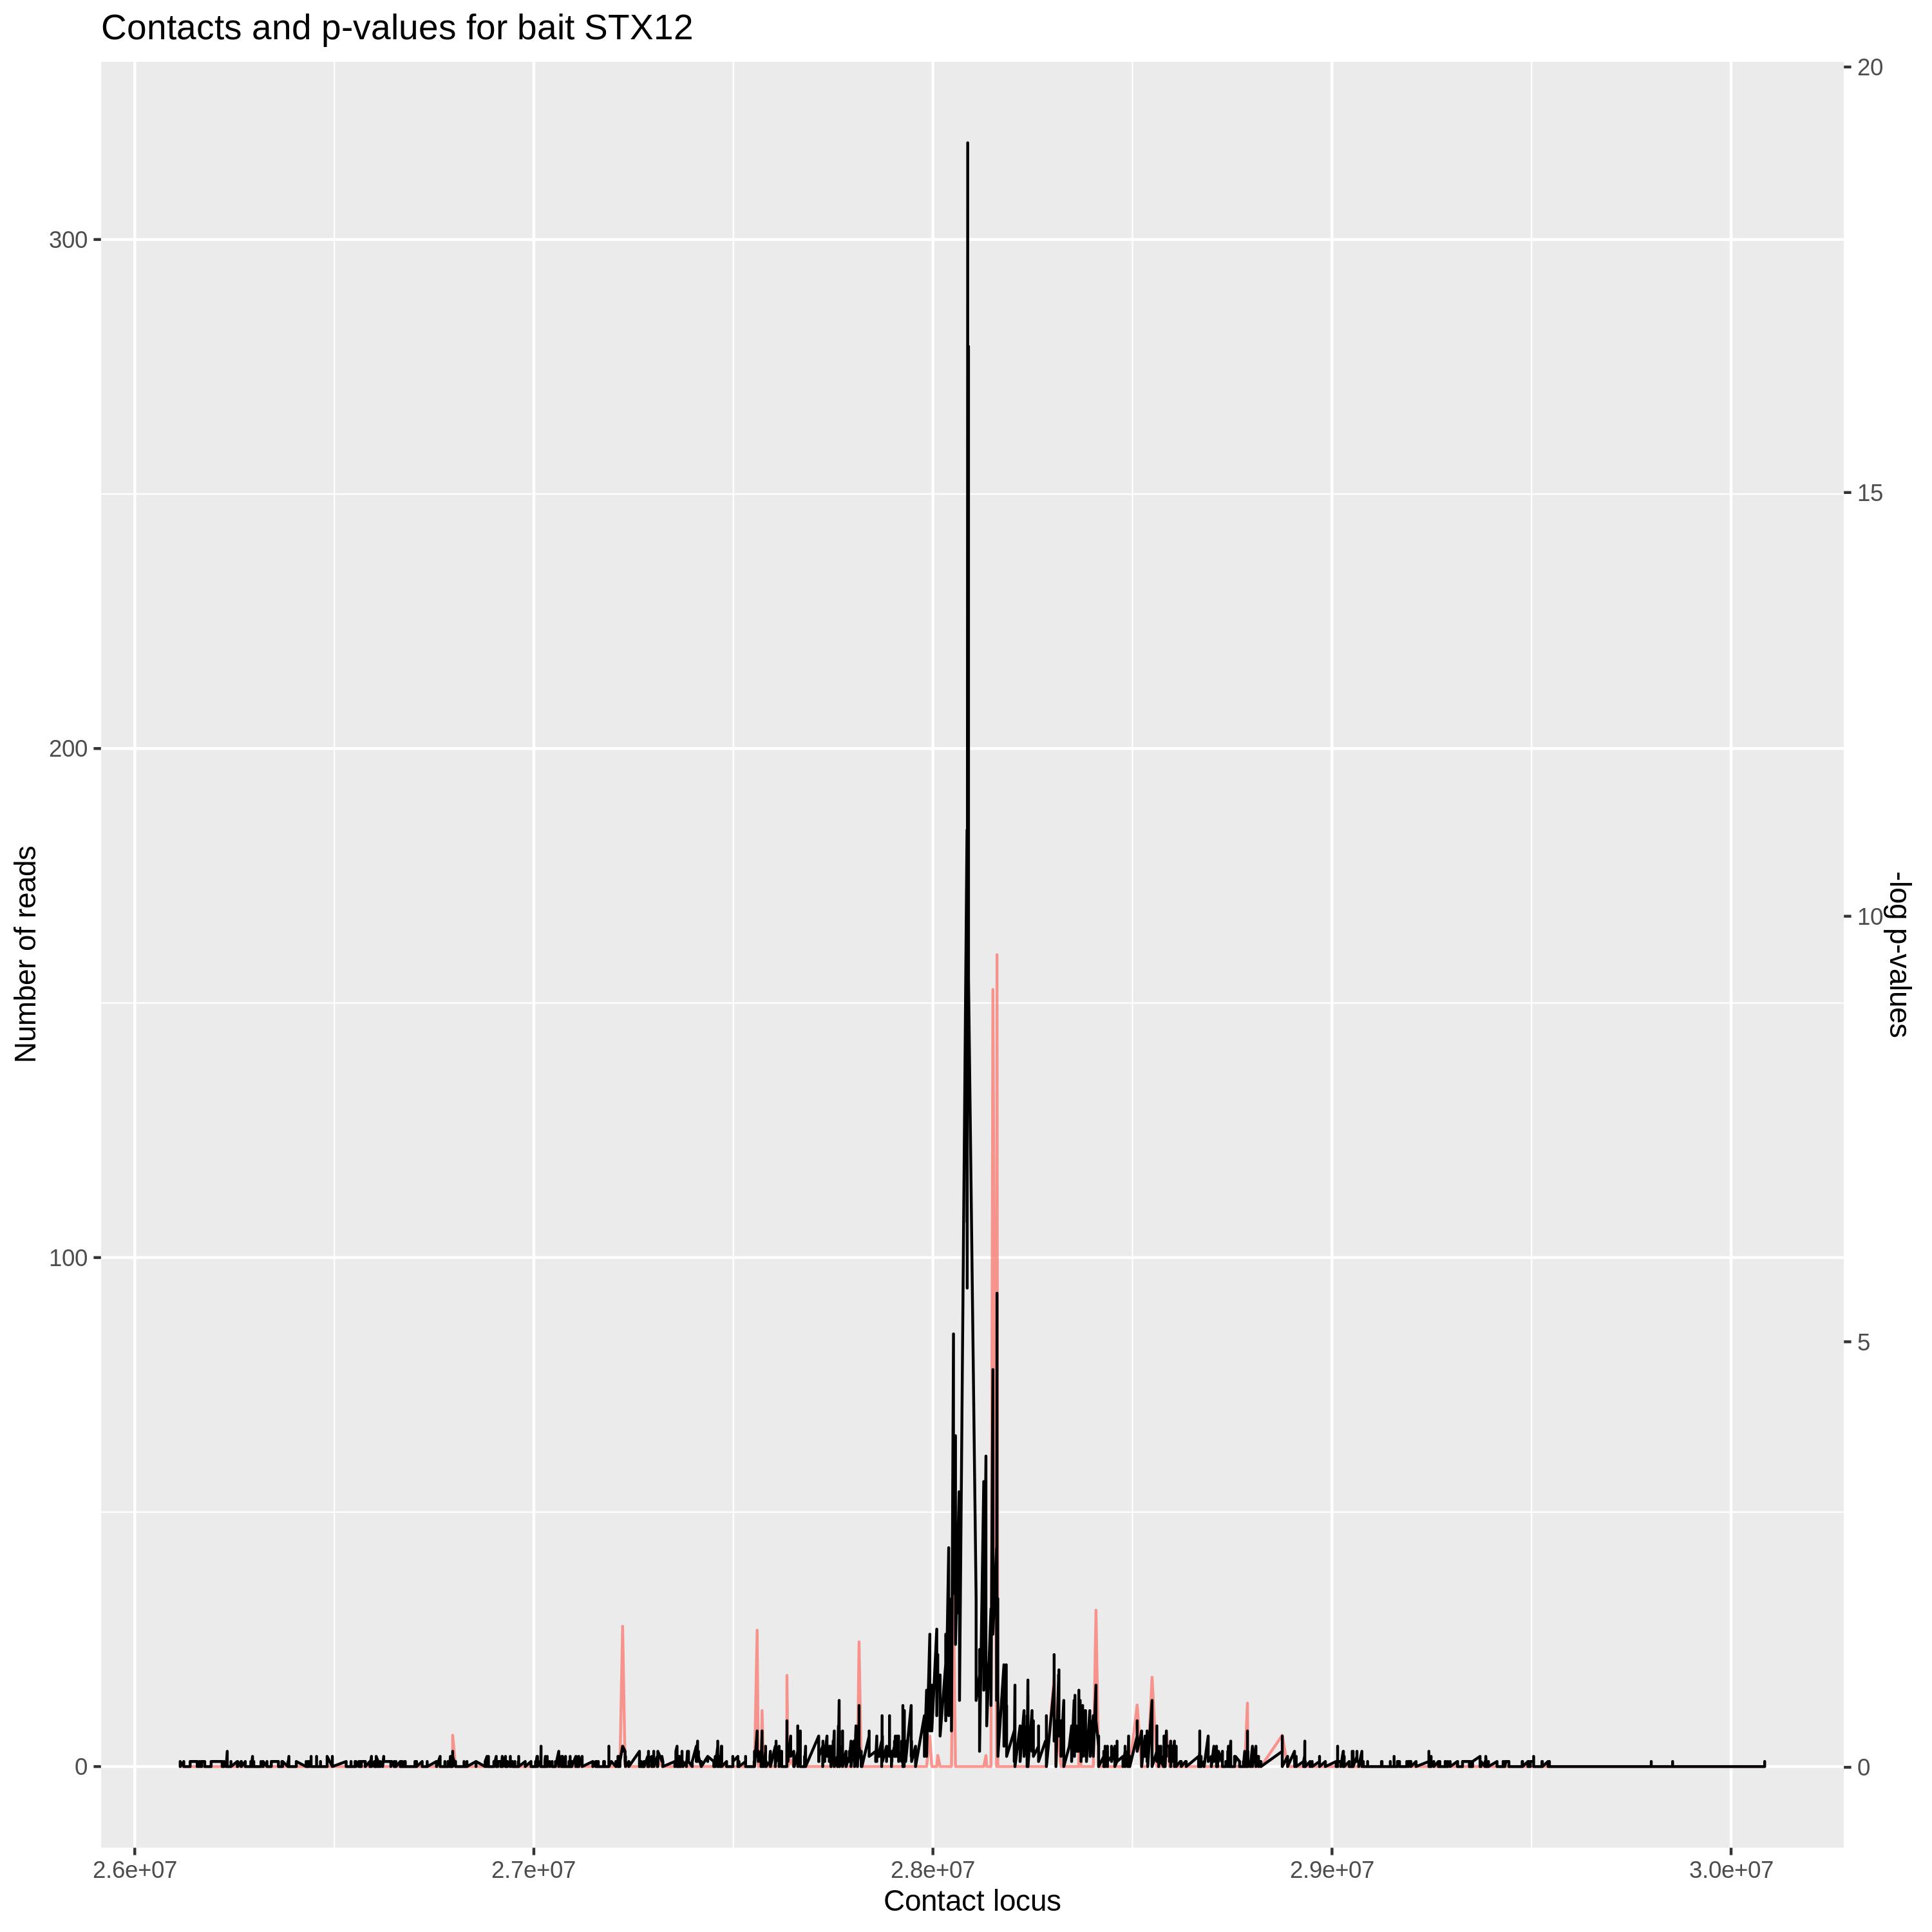 Contacts and p-values for bait STX12
Number of reads
300
200
100
0
20
15
10
5
0
-log p-values
2.6e+07
2.7e+07
2.8e+07
2.9e+07
3.0e+07
Contact locus